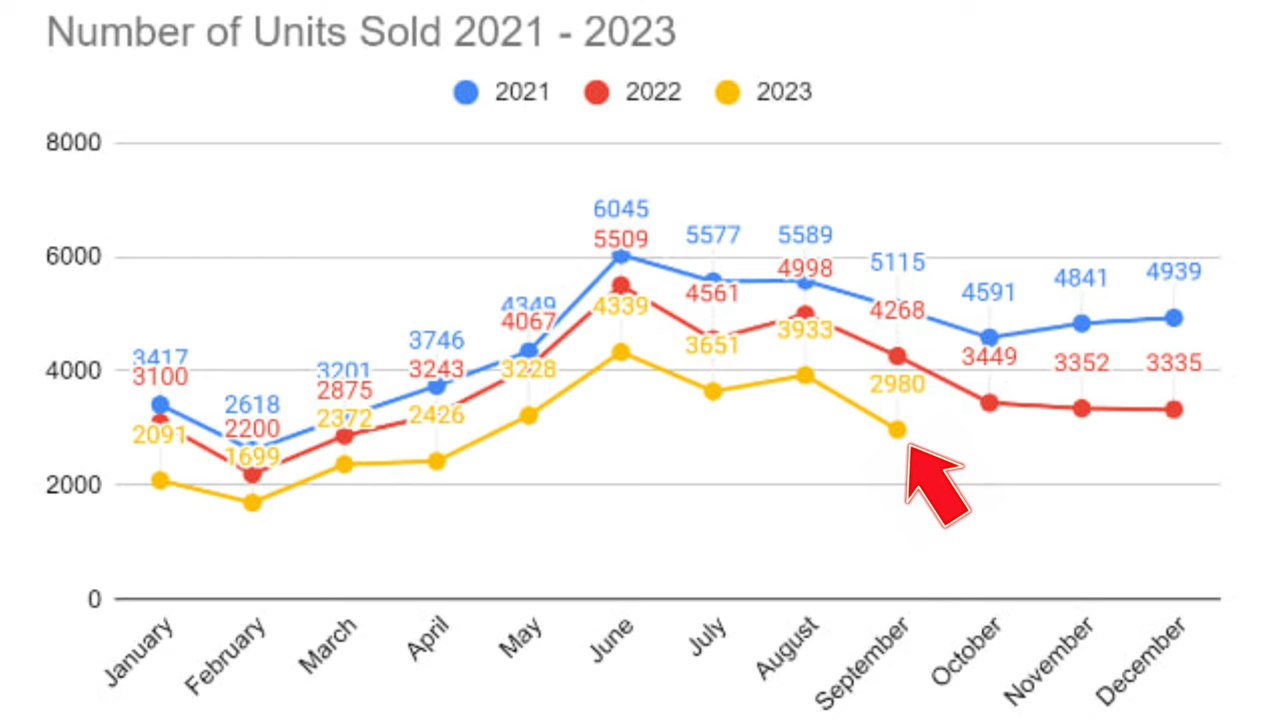 Number of Units Sold 2021 - 2023
2021 2022 2023
8000
6000
4000
2000
0
3417 2618 3201 3746 4349 6045 5577 5589 5115 4591 4841 4939
3100 2200 2875 3243 4067 5509 4561 4998 4268 3449 3352 3335
2091 1699 2372 2426 3228 4339 3651 3933 2980
January February March April May June July August September October November December